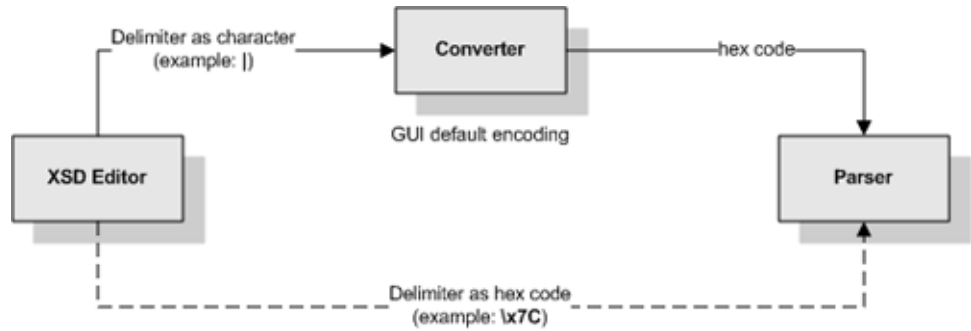 Delimiter as character
(example: |)
Converter
hex code
GUI default encoding
XSD Editor
Parser
Delimiter as hex code
(example: \x7C)